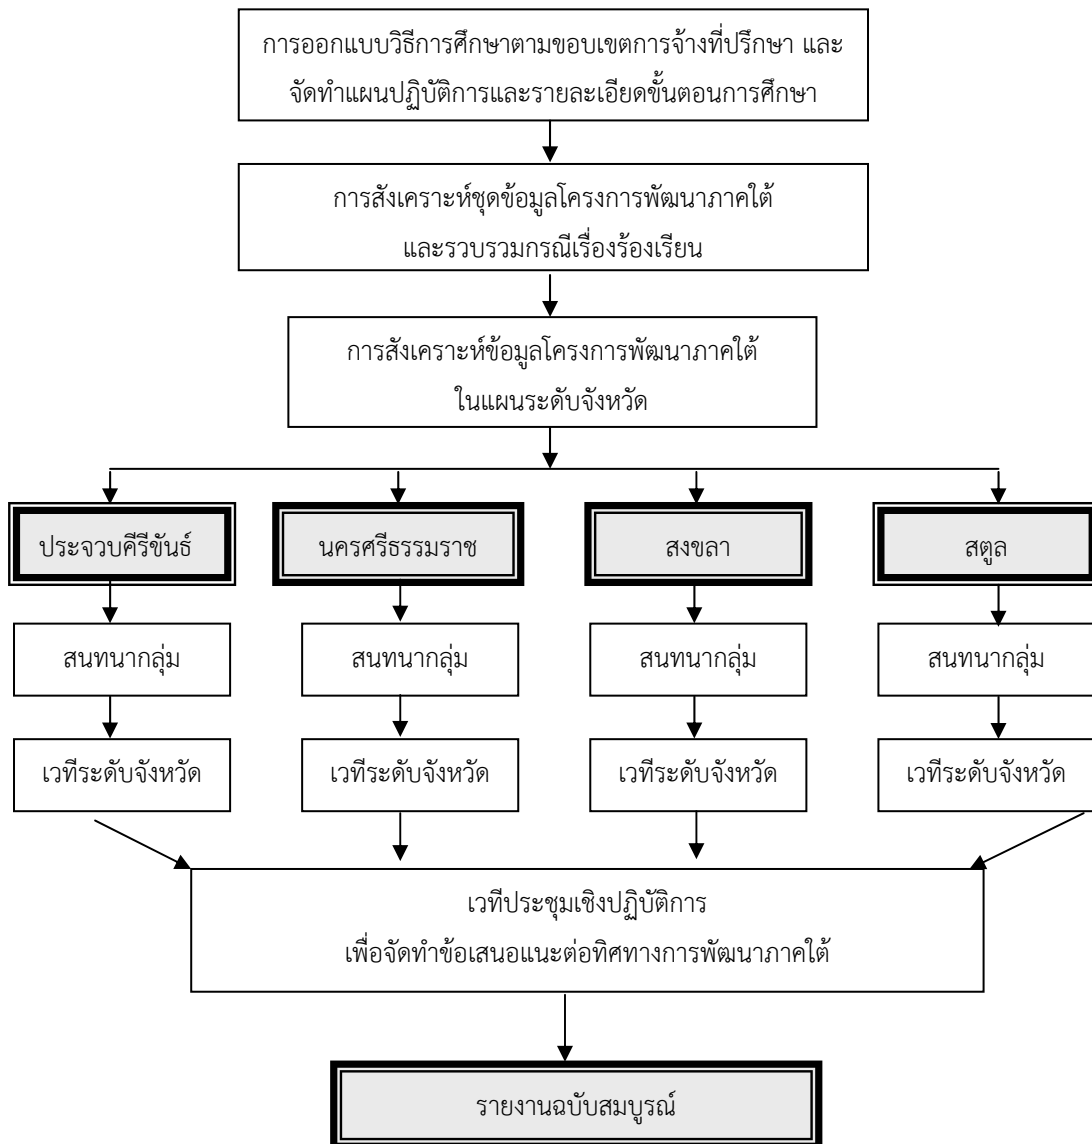 การออกแบบวิธีการศึกษาตามขอบเขตการจ้างที่ปรึกษา และ
จัดทำแผนปฏิบัติการและรายละเอียดขั้นตอนการศึกษา
การสังเคราะห์ชุดข้อมูลโครงการพัฒนาภาคใต้
และรวบรวมกรณีเรื่องร้องเรียน
การสังเคราะห์ข้อมูลโครงการพัฒนาภาคใต้
ในแผนระดับจังหวัด
ประจวบคีรีขันธ์
นครศรีธรรมราช
สงขลา
สตูล
สนทนากลุ่ม
สนทนากลุ่ม
สนทนากลุ่ม
สนทนากลุ่ม
เวทีระดับจังหวัด
เวทีระดับจังหวัด
เวทีระดับจังหวัด
เวทีระดับจังหวัด
เวทีประชุมเชิงปฏิบัติการ
เพื่อจัดทำข้อเสนอแนะต่อทิศทางการพัฒนาภาคใต้
รายงานฉบับสมบูรณ์